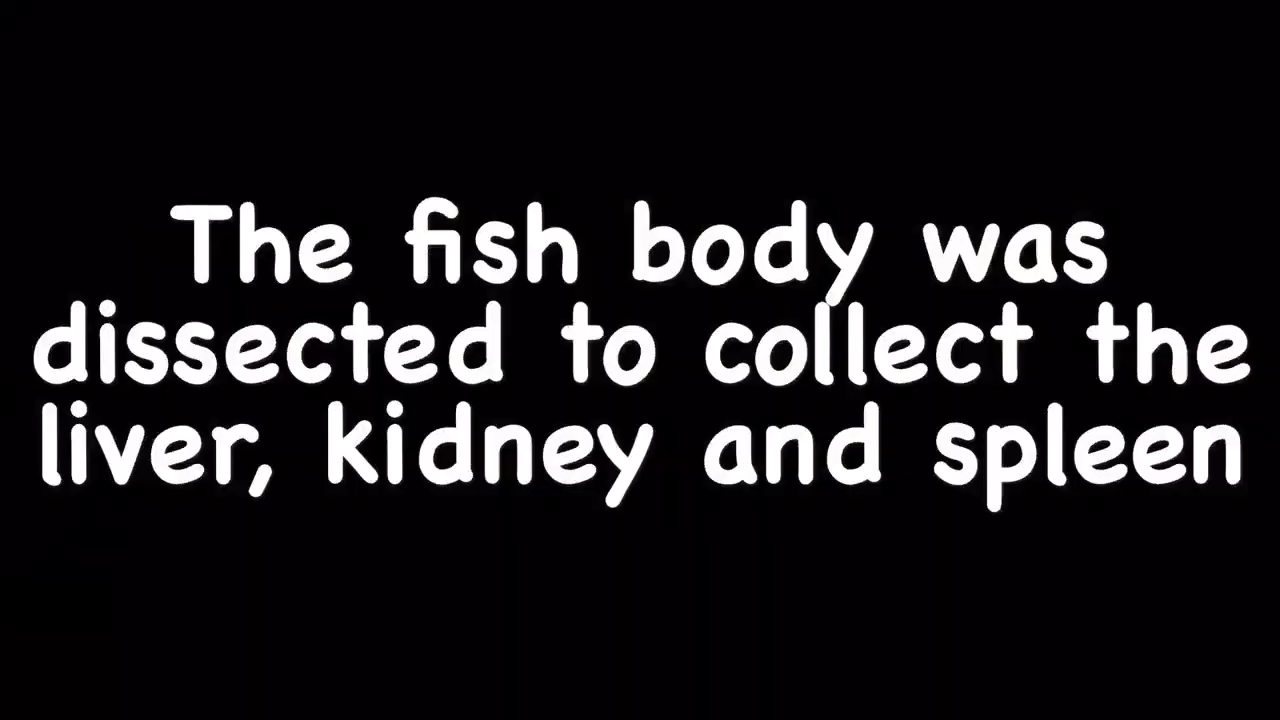 The fish body was
dissected to collect the
liver, kidney and spleen